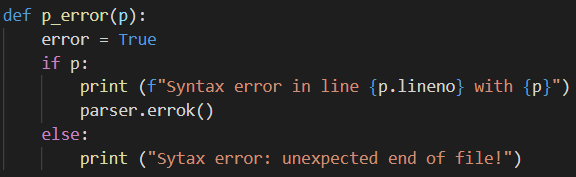 def p_error(p):
    error = True
    if p:
        print (f"Syntax error in line {p.lineno} with {p}")
        parser.errok()
    else:
        print ("Sytax error: unexpected end of file!")